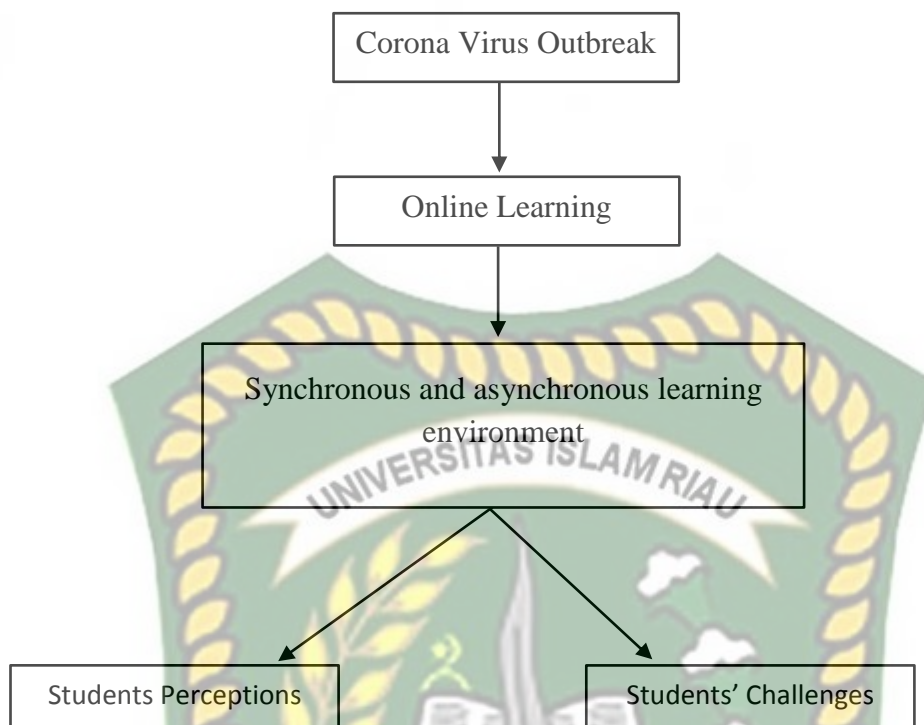 Corona Virus Outbreak
Online Learning
Synchronous and asynchronous learning
environment
UNIVERSITAS ISLAM RIAU
Students Perceptions
Students’ Challenges